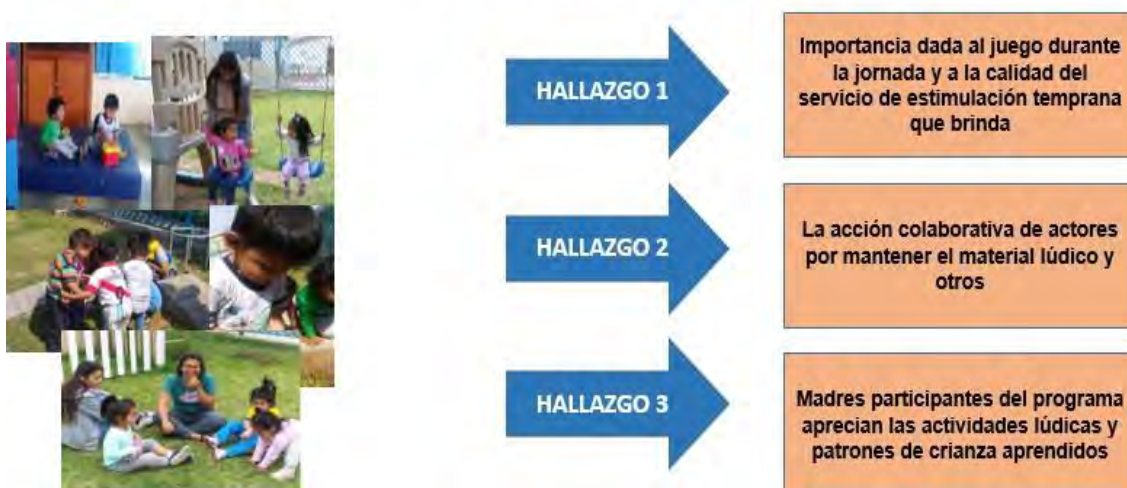 HALLAZGO 1
Importancia dada al juego durante
la jornada y a la calidad del
servicio de estimulación temprana
que brinda
HALLAZGO 2
La acción colaborativa de actores
por mantener el material lúdico y
otros
HALLAZGO 3
Madres participantes del programa
aprecian las actividades lúdicas y
patrones de crianza aprendidos